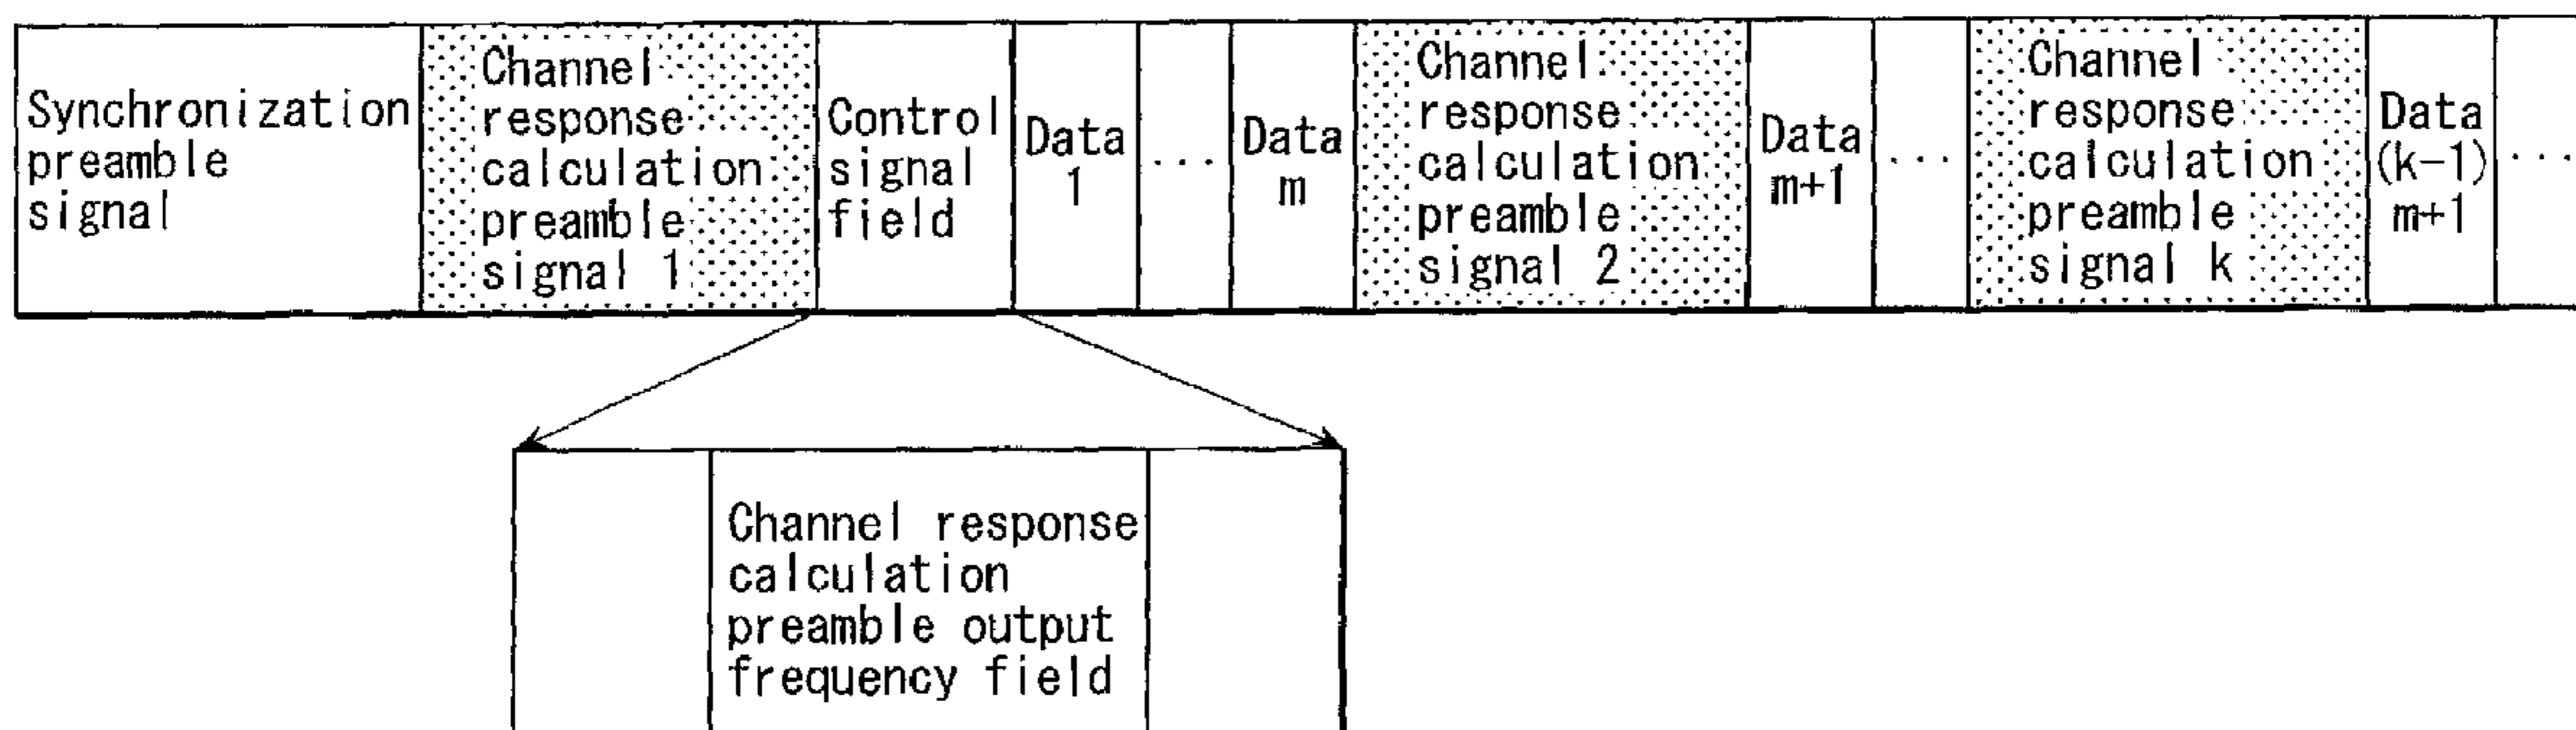 Synchronization
preamble
signal
Channel
response
calculation
preamble
signal 1
Control
signal
field
Data
1
...
Data
m
Channel
response
calculation
preamble
signal 2
Data
m+1
...
Channel
response
calculation
preamble
signal k
Data
(k-1)
m+1
...
Channel response
calculation
preamble output
frequency field